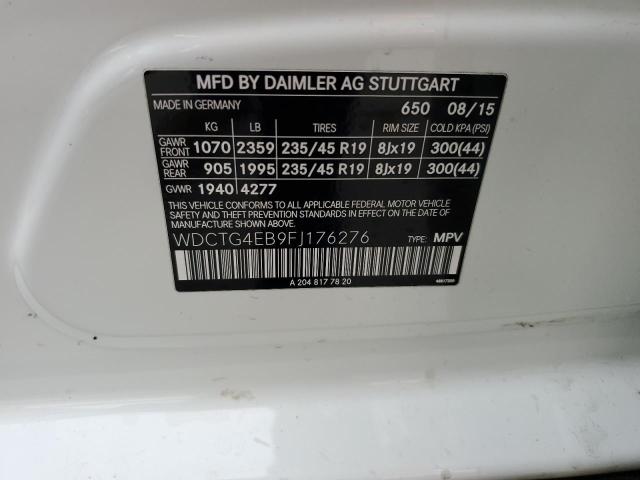 MFD BY DAIMLER AG STUTTGART
MADE IN GERMANY 650 08/15
KG LB TIRES RIM SIZE COLD KPA(PSI)
GAWR FRONT 1070 2359 235/45 R19 8Jx19 300(44)
GAWR REAR 905 1995 235/45 R19 8Jx19 300(44)
GVWR 1940 4277
THIS VEHICLE CONFORMS TO ALL APPLICABLE FEDERAL MOTOR VEHICLE
SAFETY AND THEFT PREVENTION STANDARDS IN EFFECT ON THE DATE OF
MANUFACTURE SHOWN ABOVE.
WDCTG4EB9FJ176276 TYPE: MPV
A 204 817 78 20